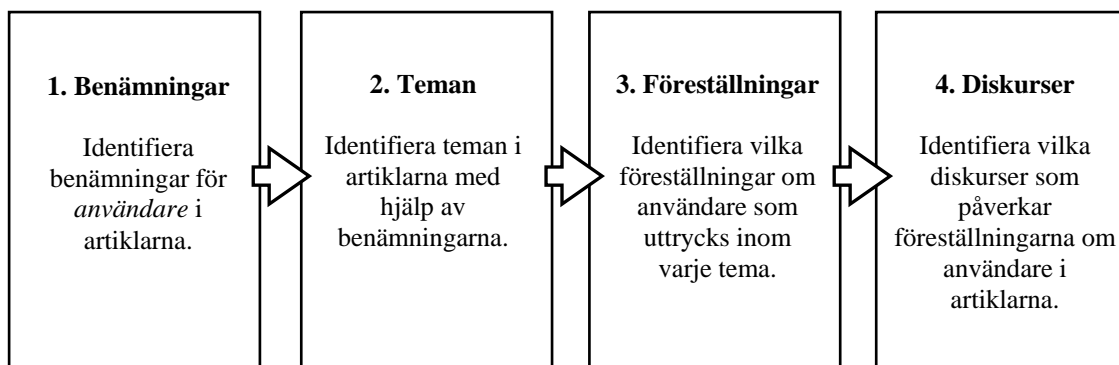 1. Benämningar
Identifiera
benämningar för
användare i
artiklarna.
2. Teman
Identifiera teman i
artiklarna med
hjälp av
benämningarna.
3. Föreställningar
Identifiera vilka
föreställningar om
användare som
uttrycks inom
varje tema.
4. Diskurser
Identifiera vilka
diskurser som
påverkar
föreställningarna om
användare i
artiklarna.